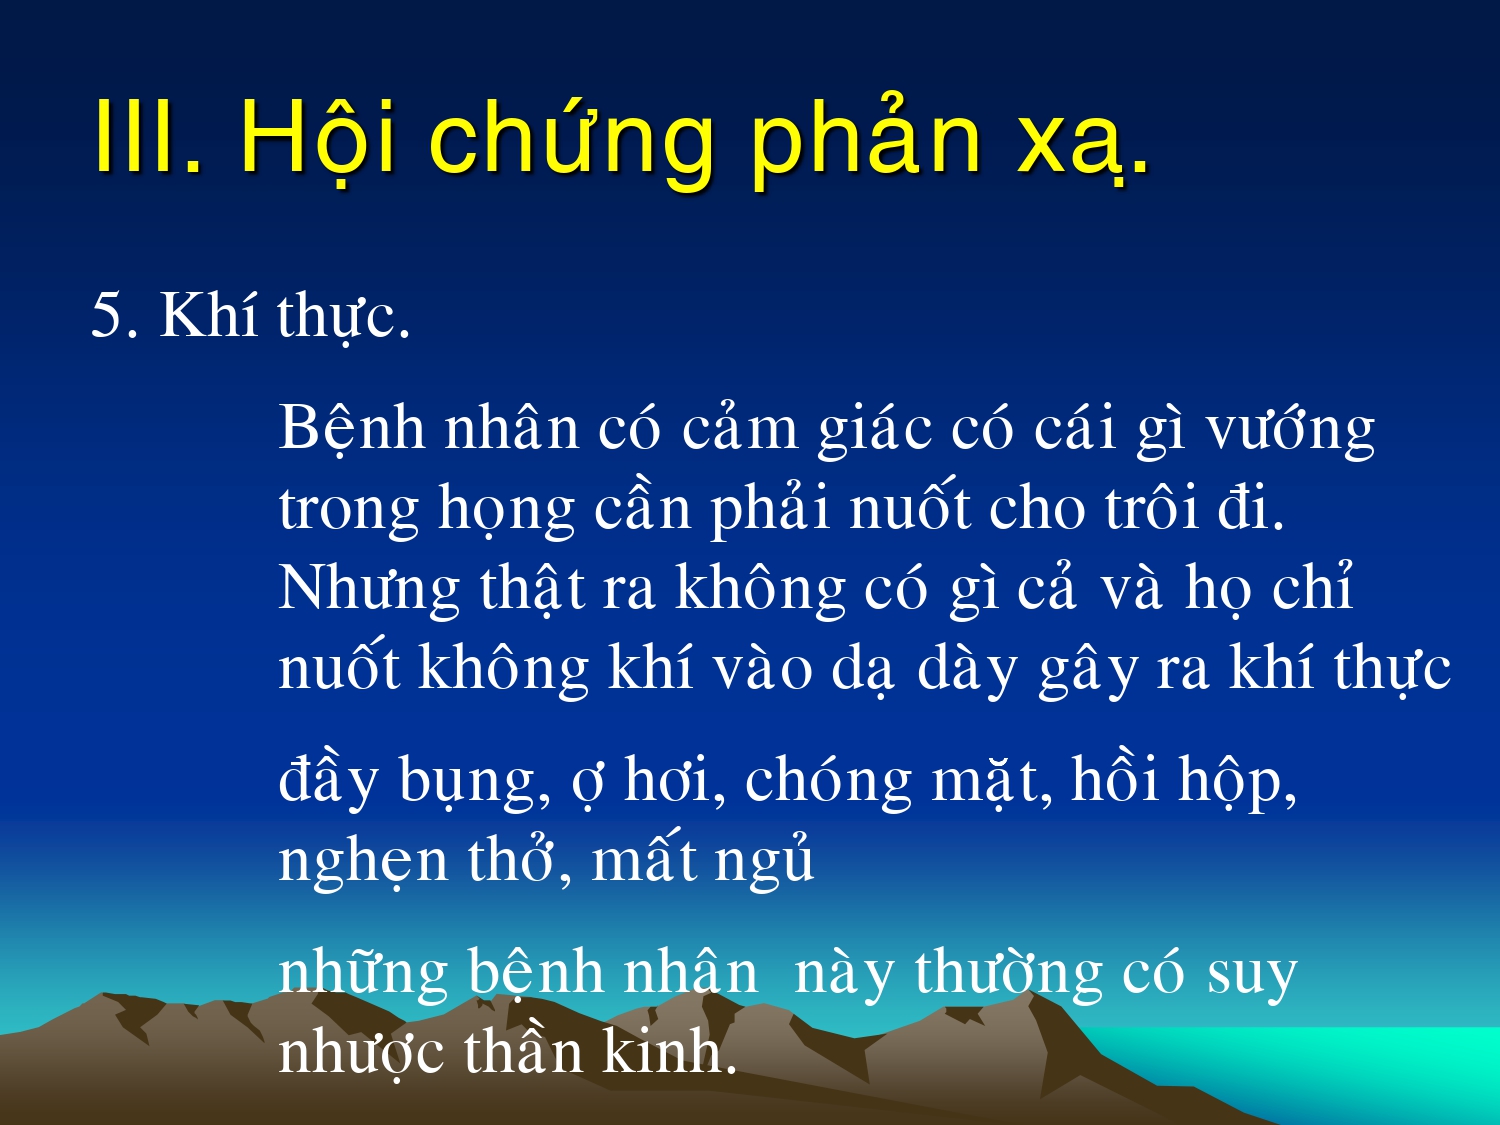 III. Hội chứng phản xạ.
5. Khí thực.
Bệnh nhân có cảm giác có cái gì vướng
trong họng cần phải nuốt cho trôi đi.
Nhưng thật ra không có gì cả và họ chỉ
nuốt không khí vào dạ dày gây ra khí thực
đầy bụng, ợ hơi, chóng mặt, hồi hộp,
nghẹn thở, mất ngủ
những bệnh nhân này thường có suy
nhược thần kinh.